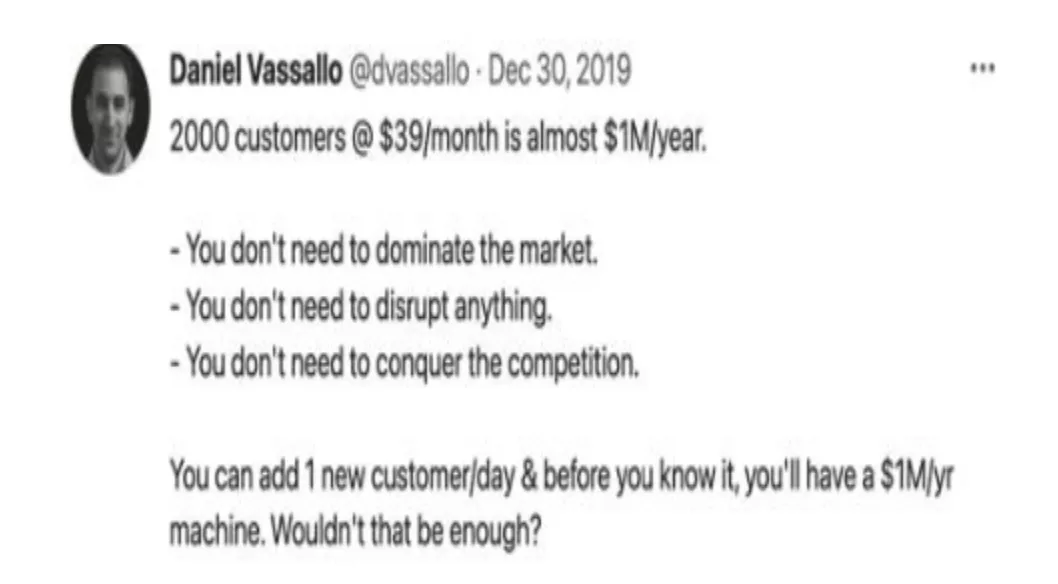 Daniel Vassallo @dvassallo · Dec 30, 2019
2000 customers @ $39/month is almost $1M/year.
- You don't need to dominate the market.
- You don't need to disrupt anything.
- You don't need to conquer the competition.
You can add 1 new customer/day & before you know it, you'll have a $1M/yr
machine. Wouldn't that be enough?